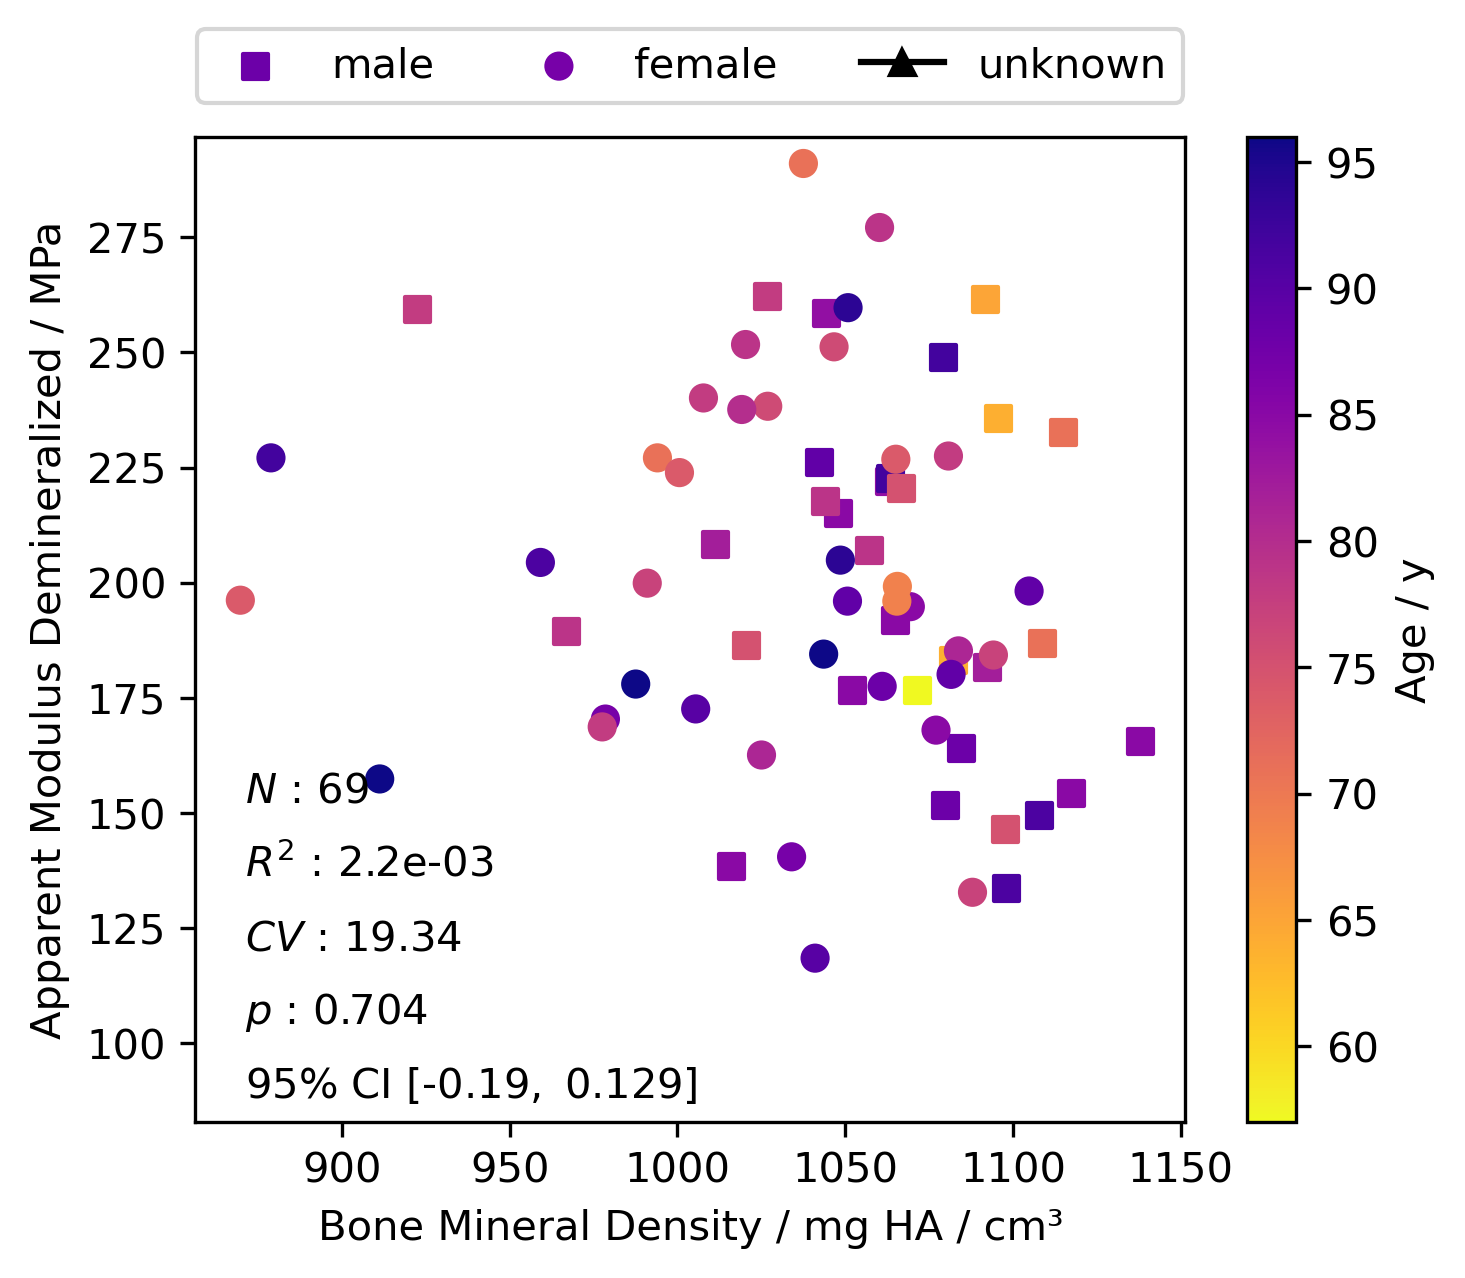 male female unknown
275
250
225
200
175
150
125
100
Apparent Modulus Demineralized / MPa
N : 69
R² : 2.2e-03
CV : 19.34
p : 0.704
95% CI [-0.19, 0.129]
900 950 1000 1050 1100 1150
Bone Mineral Density / mg HA / cm³
95
90
85
80
75
70
65
60
Age / y